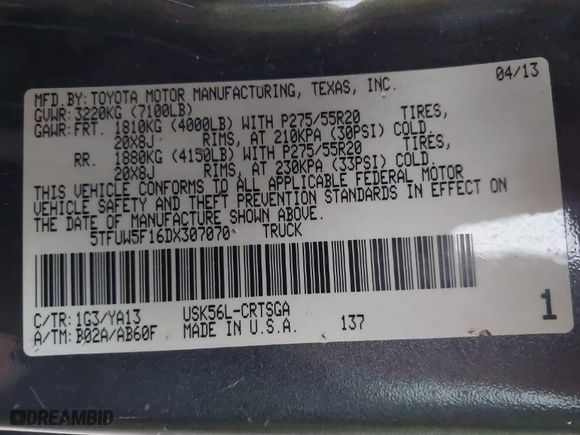 MFD.BY:TOYOTA MOTOR MANUFACTURING, TEXAS, INC. 04/13
GVWR:3220KG (7100LB)
GAWR:FRT. 1810KG (4000LB) WITH P275/55R20 TIRES,
20X8J RIMS, AT 210KPA (30PSI) COLD.
RR. 1880KG (4150LB) WITH P275/55R20 TIRES,
20X8J RIMS, AT 230KPA (33PSI) COLD.
THIS VEHICLE CONFORMS TO ALL APPLICABLE FEDERAL MOTOR
VEHICLE SAFETY AND THEFT PREVENTION STANDARDS IN EFFECT ON
THE DATE OF MANUFACTURE SHOWN ABOVE.
5TFUW5F16DX307070 TRUCK
C/TR:1G3/YA13 USK56L-CRTSGA
A/TM:B02A/AB60F MADE IN U.S.A. 137
1
DREAMBID